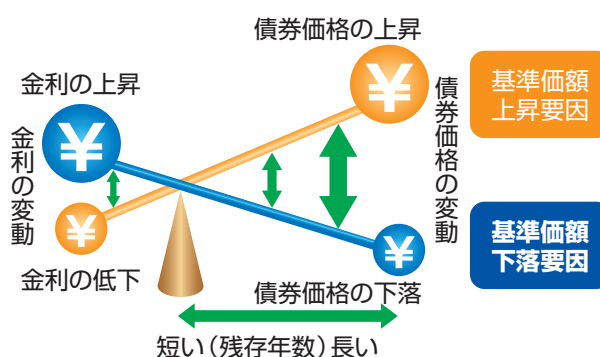 債券価格の上昇
金利の上昇
¥
¥
金利の変動
債券価格の変動
基準価額
上昇要因
¥
¥
基準価額
下落要因
金利の低下
債券価格の下落
短い（残存年数）長い